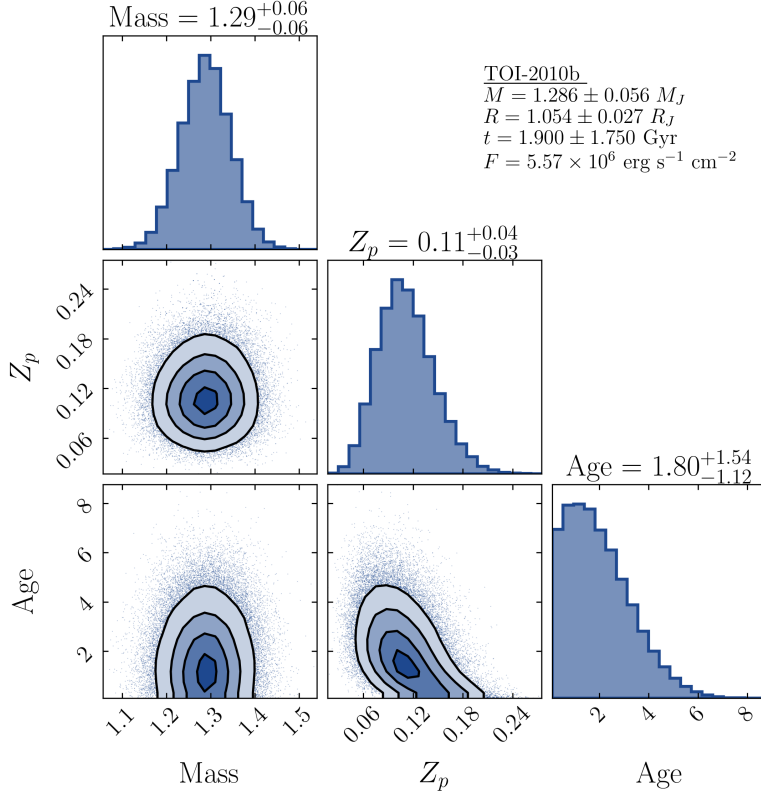 Mass = 1.29^{+0.06}_{-0.06}
TOI-2010b
M = 1.286 ± 0.056 M_J
R = 1.054 ± 0.027 R_J
t = 1.900 ± 1.750 Gyr
F = 5.57 × 10^6 erg s^{-1} cm^{-2}
Z_p = 0.11^{+0.04}_{-0.03}
0.24
0.18
0.12
0.06
Z_p
Age = 1.80^{+1.54}_{-1.12}
8
6
4
2
Age
1.1 1.2 1.3 1.4 1.5
0.06 0.12 0.18 0.24
2 4 6 8
Mass Z_p Age